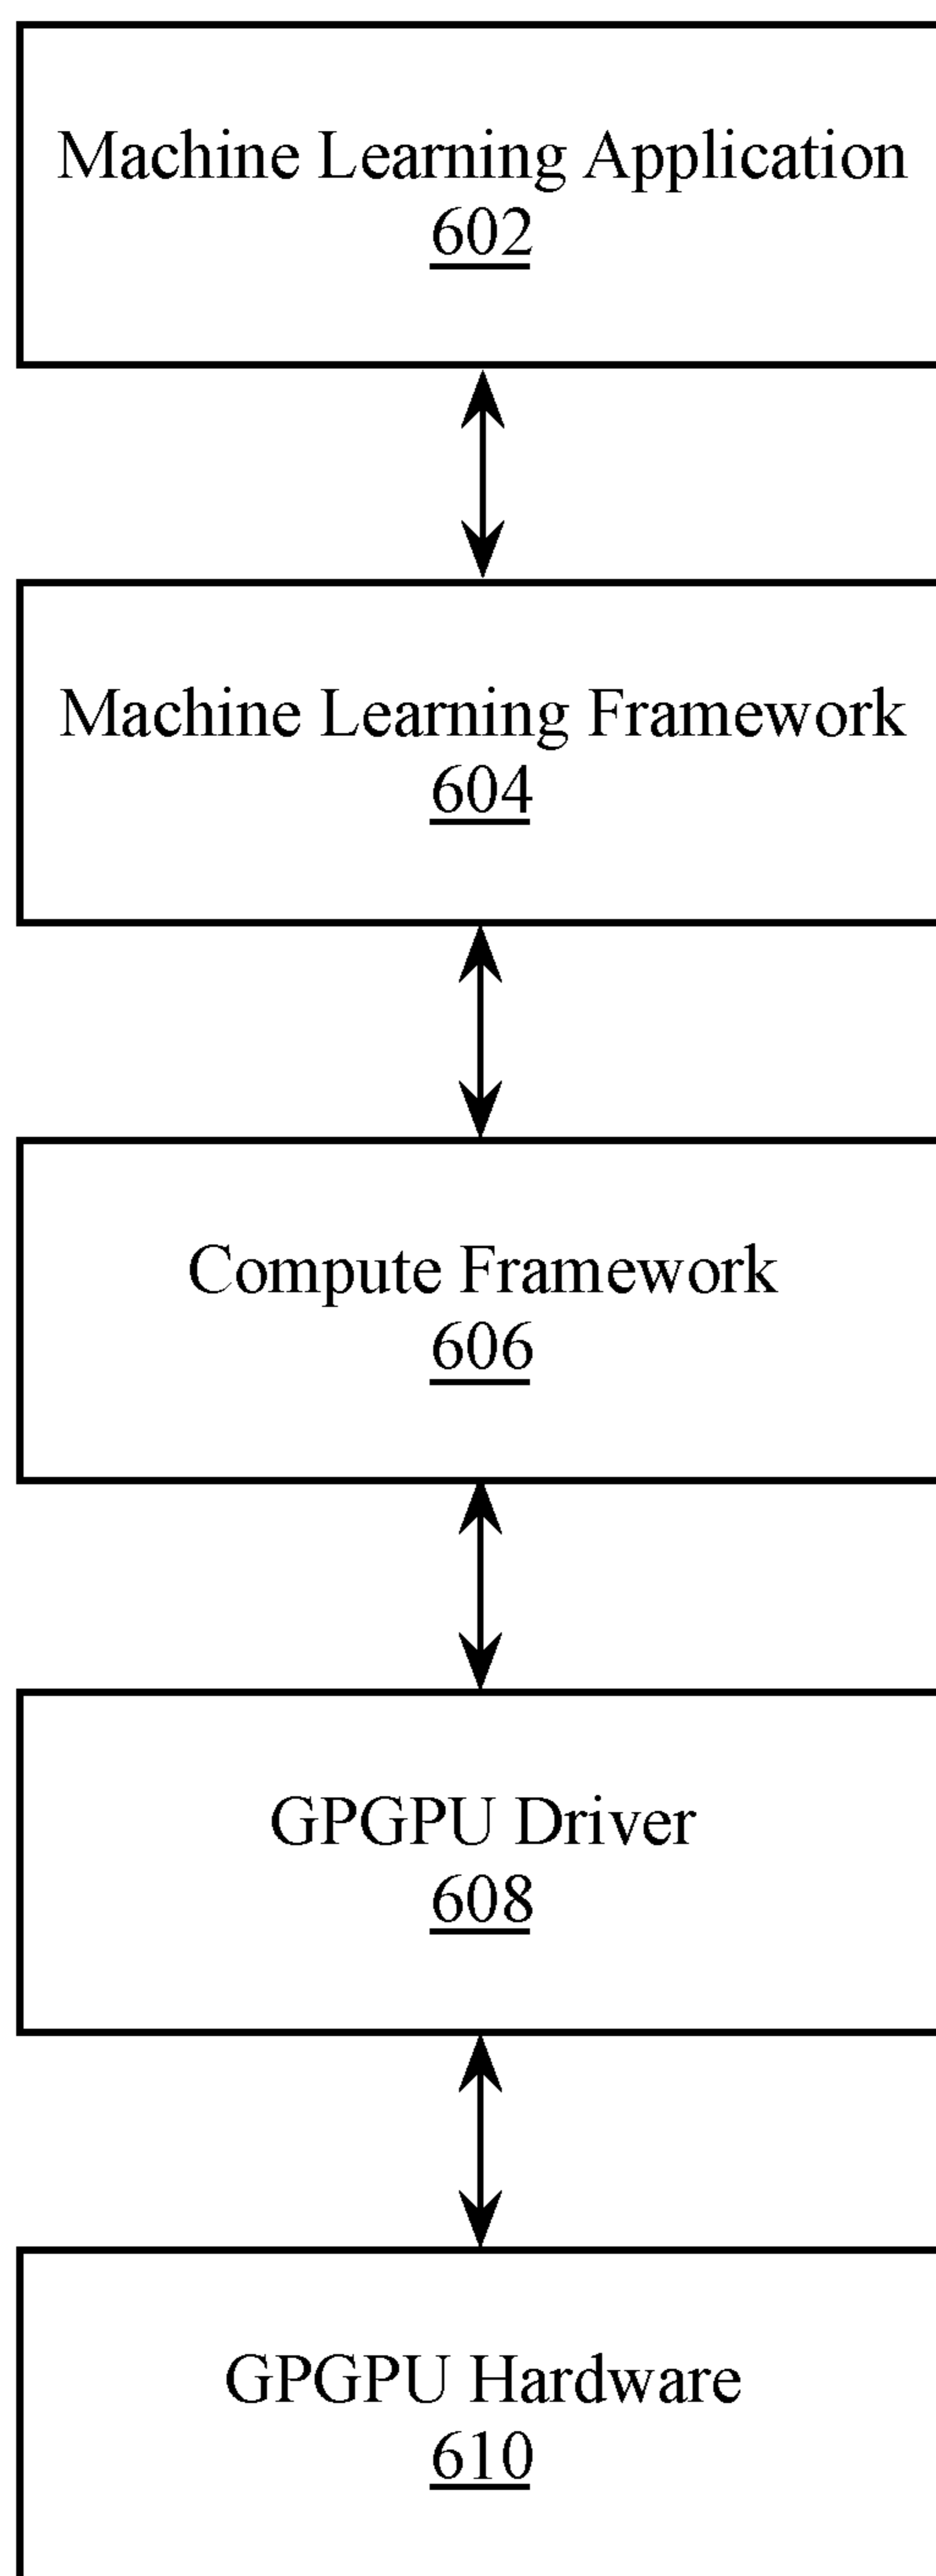 Machine Learning Application
602
Machine Learning Framework
604
Compute Framework
606
GPGPU Driver
608
GPGPU Hardware
610